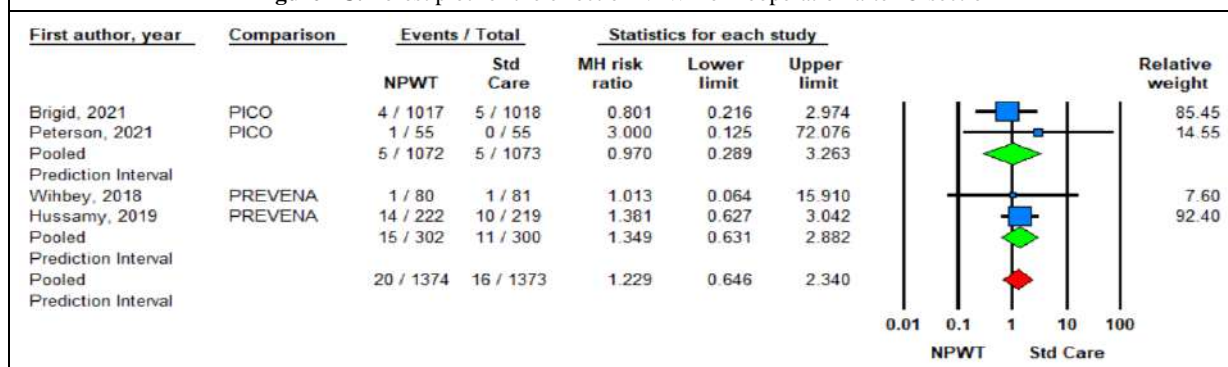 First author, year Comparison Events / Total Statistics for each study
NPWT Std Care MH risk ratio Lower limit Upper limit Relative weight
Brigid, 2021 PICO 4 / 1017 5 / 1018 0.801 0.216 2.974 85.45
Peterson, 2021 PICO 1 / 55 0 / 55 3.000 0.125 72.076 14.55
Pooled 5 / 1072 5 / 1073 0.970 0.289 3.263
Prediction Interval
Wihbey, 2018 PREVENA 1 / 80 1 / 81 1.013 0.064 15.910 7.60
Hussamy, 2019 PREVENA 14 / 222 10 / 219 1.381 0.627 3.042 92.40
Pooled 15 / 302 11 / 300 1.349 0.631 2.882
Prediction Interval
Pooled 20 / 1374 16 / 1373 1.229 0.646 2.340
Prediction Interval
0.01 0.1 1 10 100
NPWT Std Care